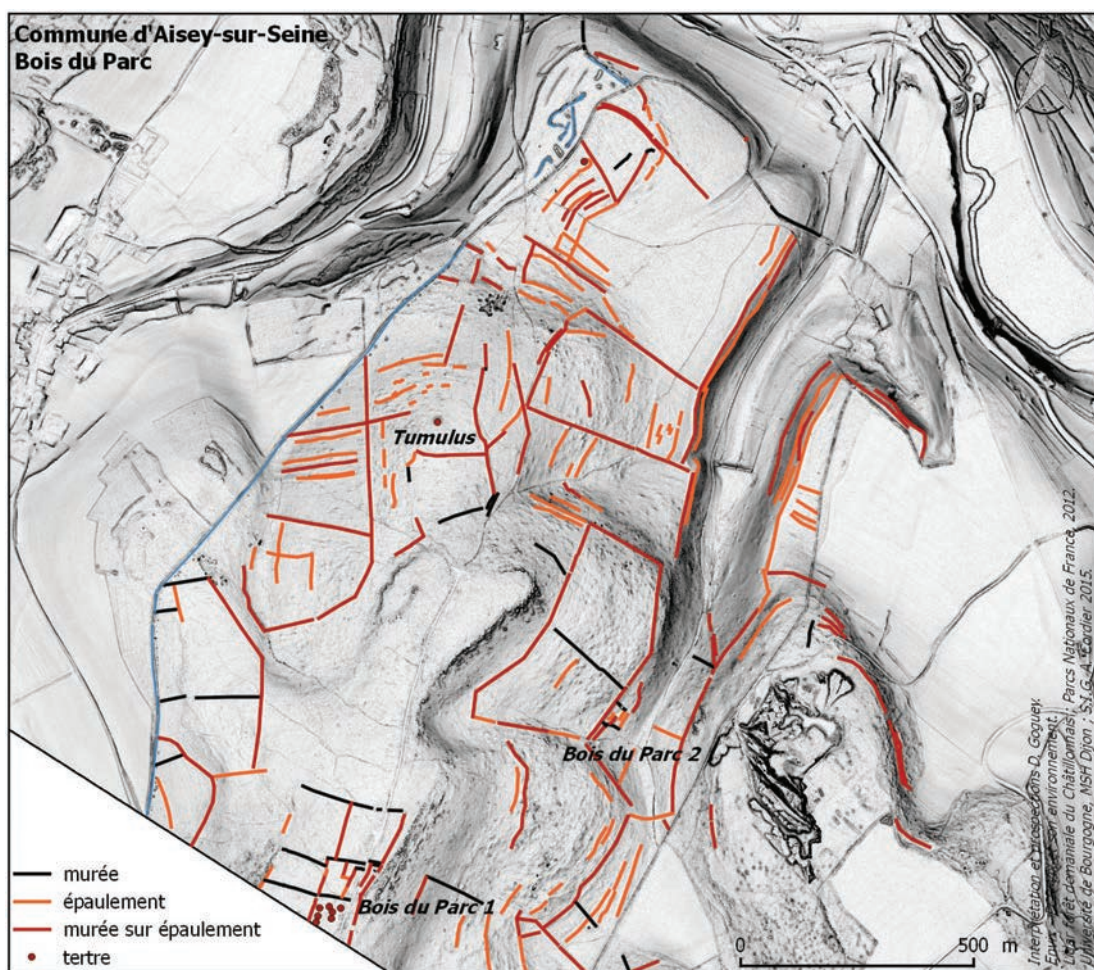 Commune d'Aisey-sur-Seine
Bois du Parc
Tumulus
Bois du Parc 2
Bois du Parc 1
murée
épaulement
murée sur épaulement
tertre
0 500 m
Interprétation et prospections D. Goguey.
son environnement.
Lidar forêt domaniale du Châtillonnais ; Parcs Nationaux de France, 2012.
Université de Bourgogne, MSH Dijon ; S.I.G. A. Cordier 2015.